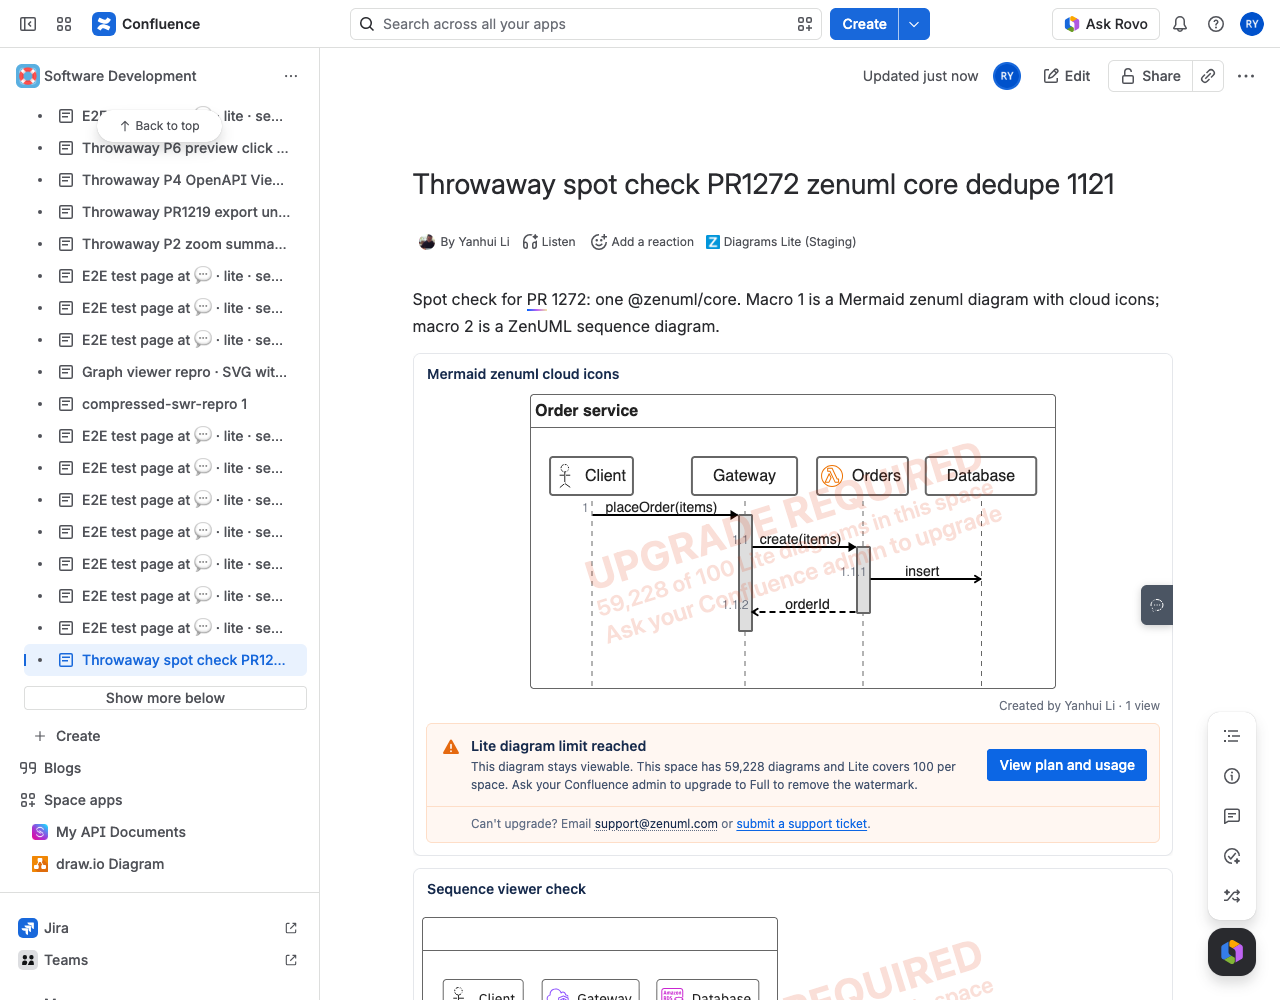 Confluence
Search across all your apps
Create
Ask Rovo
RY
Software Development
E2E
lite · se...
Back to top
Throwaway P6 preview click ...
Throwaway P4 OpenAPI Vie...
Throwaway PR1219 export un...
Throwaway P2 zoom summa...
E2E test page at 💬 · lite · se...
E2E test page at 💬 · lite · se...
E2E test page at 💬 · lite · se...
Graph viewer repro · SVG wit...
compressed-swr-repro 1
E2E test page at 💬 · lite · se...
E2E test page at 💬 · lite · se...
E2E test page at 💬 · lite · se...
E2E test page at 💬 · lite · se...
E2E test page at 💬 · lite · se...
E2E test page at 💬 · lite · se...
E2E test page at 💬 · lite · se...
Throwaway spot check PR12...
Show more below
Create
Blogs
Space apps
My API Documents
draw.io Diagram
Jira
Teams
Updated just now
RY
Edit
Share
Throwaway spot check PR1272 zenuml core dedupe 1121
By Yanhui Li
Listen
Add a reaction
Diagrams Lite (Staging)
Spot check for PR 1272: one @zenuml/core. Macro 1 is a Mermaid zenuml diagram with cloud icons;
macro 2 is a ZenUML sequence diagram.
Mermaid zenuml cloud icons
Order service
Client
Gateway
Orders
Database
1
placeOrder(items)
1.1
create(items)
1.1.1
insert
1.1.2
orderId
UPGRADE REQUIRED
59,228 of 100 Lite diagrams in this space
Ask your Confluence admin to upgrade
Created by Yanhui Li · 1 view
Lite diagram limit reached
This diagram stays viewable. This space has 59,228 diagrams and Lite covers 100 per
space. Ask your Confluence admin to upgrade to Full to remove the watermark.
View plan and usage
Can't upgrade? Email support@zenuml.com or submit a support ticket.
Sequence viewer check
Client
Gateway
Database
REQUIRED
in this space